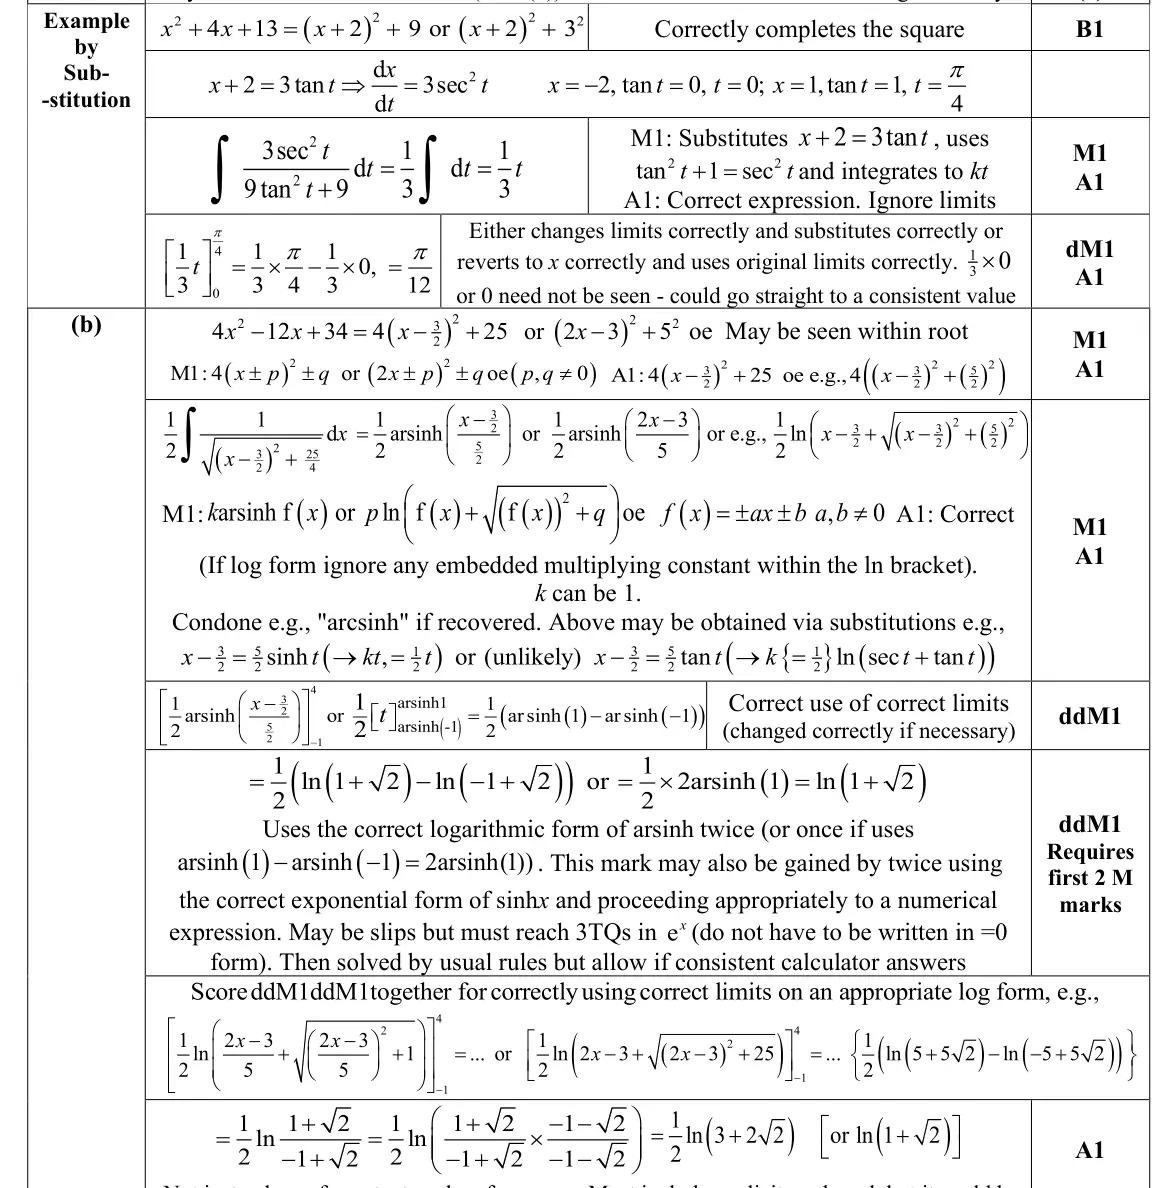 Example
by
Sub-
-stitution
x² + 4x + 13 = (x + 2)² + 9 or (x + 2)² + 3²
Correctly completes the square
B1
x + 2 = 3 tan t ⇒ dx/dt = 3 sec² t    x = −2, tan t = 0, t = 0; x = 1, tan t = 1, t = π/4
∫ 3sec² t / (9 tan² t + 9) dt = 1/3 ∫ dt = 1/3 t
M1: Substitutes x + 2 = 3 tan t , uses
tan² t + 1 = sec² t and integrates to kt
A1: Correct expression. Ignore limits
M1
A1
[1/3 t]₀^(π/4) = 1/3 × π/4 − 1/3 × 0, = π/12
Either changes limits correctly and substitutes correctly or
reverts to x correctly and uses original limits correctly. 1/3 × 0
or 0 need not be seen - could go straight to a consistent value
dM1
A1
(b)
4x² − 12x + 34 = 4(x − 3/2)² + 25 or (2x − 3)² + 5² oe May be seen within root
M1: 4(x ± p)² ± q or (2x ± p)² ± q oe (p, q ≠ 0) A1: 4(x − 3/2)² + 25 oe e.g., 4((x − 3/2)² + (5/2)²)
M1
A1
1/2 ∫ 1/√((x − 3/2)² + 25/4) dx = 1/2 arsinh((x − 3/2)/(5/2)) or 1/2 arsinh((2x − 3)/5) or e.g., 1/2 ln(x − 3/2 + √((x − 3/2)² + (5/2)²))
M1: karsinh f(x) or p ln(f(x) + √((f(x))² + q)) oe f(x) = ±ax ± b a, b ≠ 0 A1: Correct
(If log form ignore any embedded multiplying constant within the ln bracket).
k can be 1.
Condone e.g., "arcsinh" if recovered. Above may be obtained via substitutions e.g.,
x − 3/2 = 5/2 sinh t (→ kt, = 1/2 t) or (unlikely) x − 3/2 = 5/2 tan t (→ k{= 1/2} ln(sec t + tan t))
M1
A1
[1/2 arsinh((x − 3/2)/(5/2))]₋₁⁴ or 1/2 [t]_{arsinh(-1)}^{arsinh1} = 1/2 (arsinh(1) − arsinh(−1))
Correct use of correct limits
(changed correctly if necessary)
ddM1
= 1/2 (ln(1 + √2) − ln(−1 + √2)) or = 1/2 × 2arsinh(1) = ln(1 + √2)
Uses the correct logarithmic form of arsinh twice (or once if uses
arsinh(1) − arsinh(−1) = 2arsinh(1)) . This mark may also be gained by twice using
the correct exponential form of sinhx and proceeding appropriately to a numerical
expression. May be slips but must reach 3TQs in eˣ (do not have to be written in =0
form). Then solved by usual rules but allow if consistent calculator answers
ddM1
Requires
first 2 M
marks
Score ddM1ddM1 together for correctly using correct limits on an appropriate log form, e.g.,
[1/2 ln((2x − 3)/5 + √(((2x − 3)/5)² + 1))]₋₁⁴ = ... or [1/2 ln(2x − 3 + √((2x − 3)² + 25))]₋₁⁴ = ... {1/2 (ln(5 + 5√2) − ln(−5 + 5√2))}
= 1/2 ln (1 + √2)/(−1 + √2) = 1/2 ln((1 + √2)/(−1 + √2) × (−1 − √2)/(−1 − √2)) = 1/2 ln(3 + 2√2) [or ln(1 + √2)]
A1